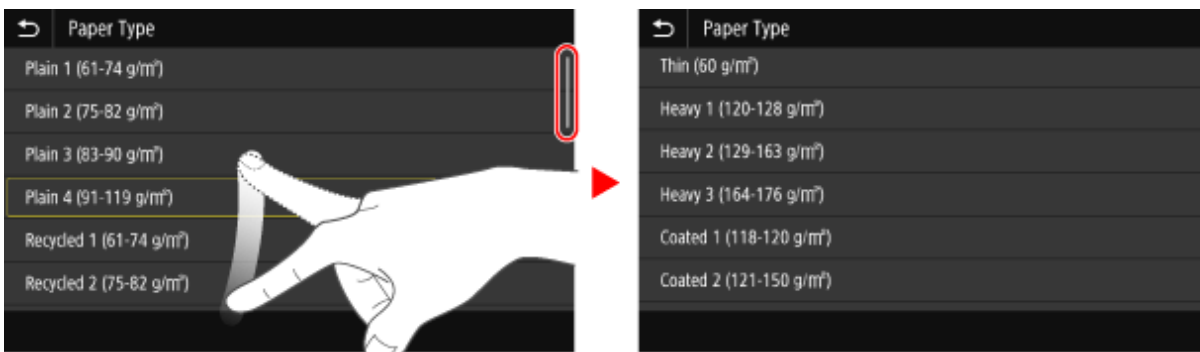 Paper Type
Plain 1 (61-74 g/m²)
Plain 2 (75-82 g/m²)
Plain 3 (83-90 g/m²)
Plain 4 (91-119 g/m²)
Recycled 1 (61-74 g/m²)
Recycled 2 (75-82 g/m²)
Paper Type
Thin (60 g/m²)
Heavy 1 (120-128 g/m²)
Heavy 2 (129-163 g/m²)
Heavy 3 (164-176 g/m²)
Coated 1 (118-120 g/m²)
Coated 2 (121-150 g/m²)